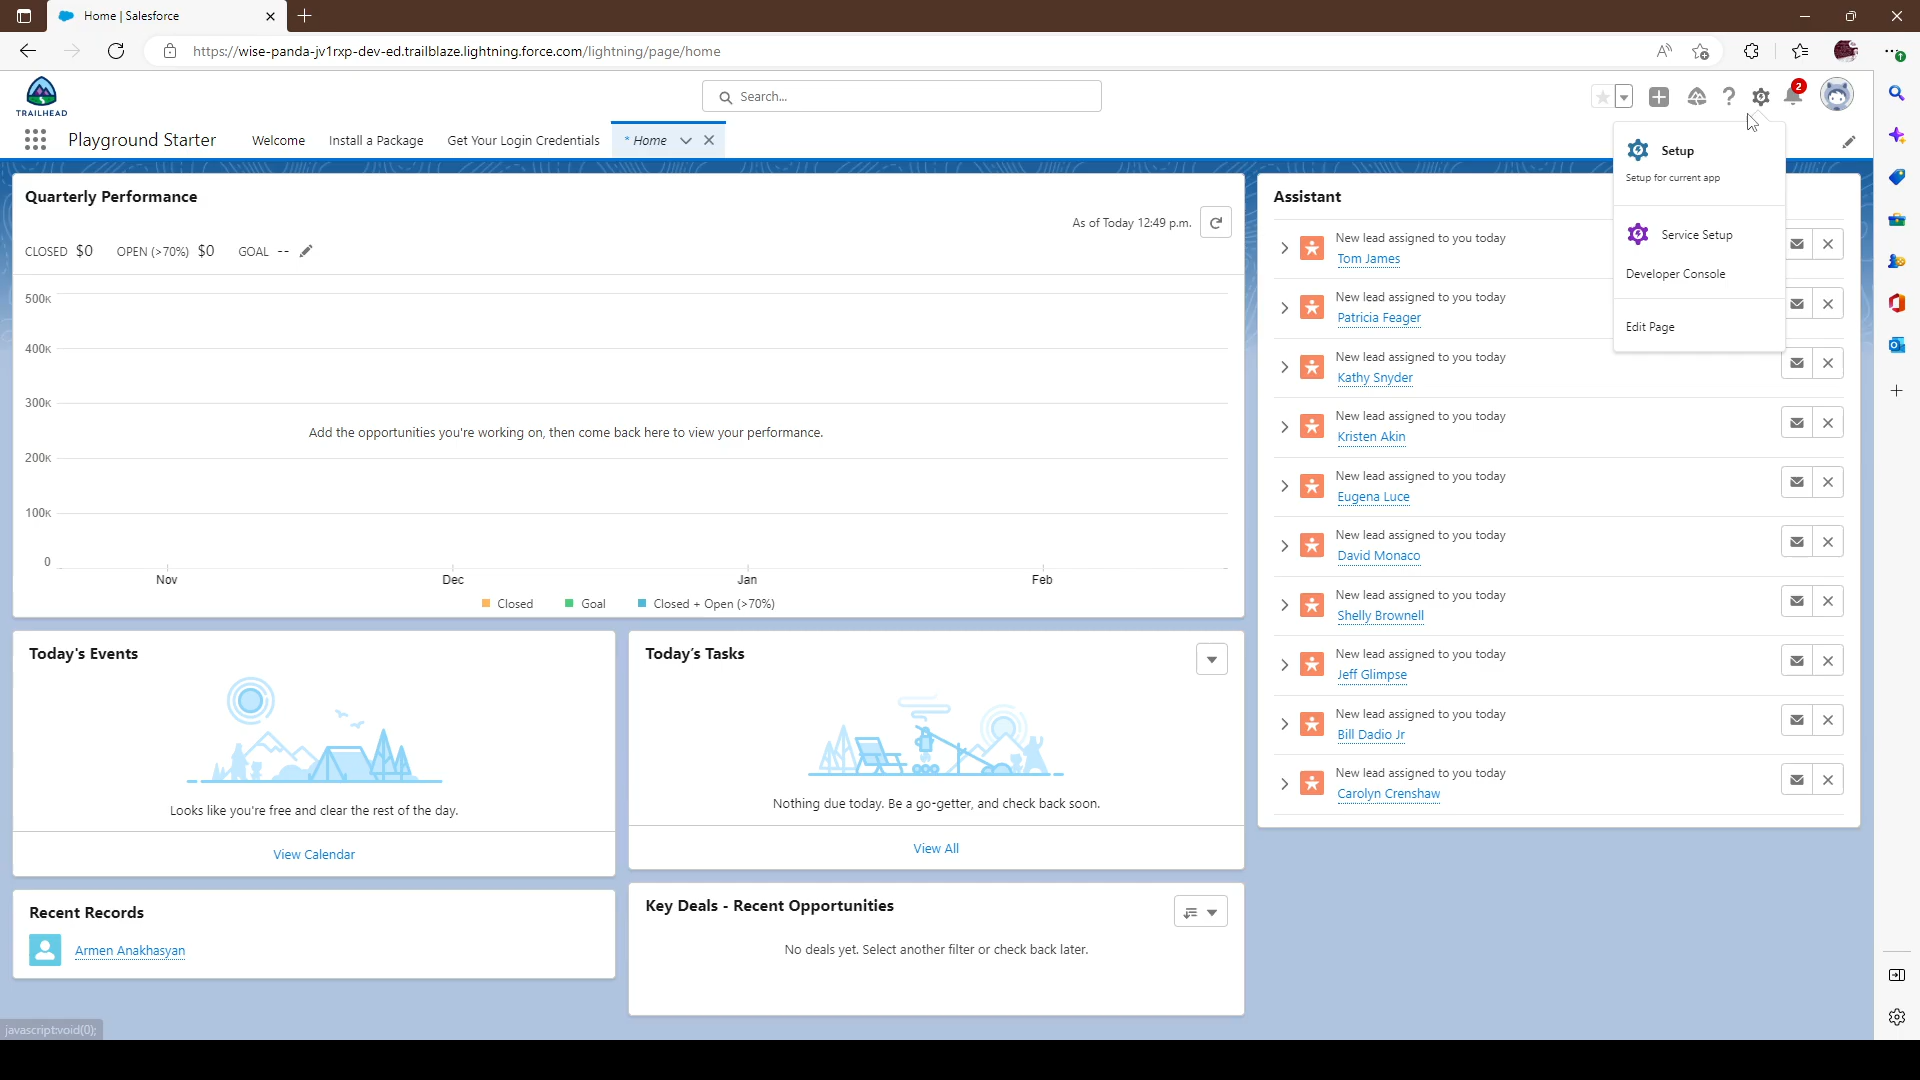 Home | Salesforce
https://wise-panda-jv1rxp-dev-ed.trailblaze.lightning.force.com/lightning/page/home
TRAILHEAD
Search...
2
Playground Starter
Welcome
Install a Package
Get Your Login Credentials
* Home
Setup
Setup for current app
Service Setup
Developer Console
Edit Page
Quarterly Performance
As of Today 12:49 p.m.
CLOSED $0 OPEN (>70%) $0 GOAL --
500K
400K
300K
200K
100K
0
Add the opportunities you're working on, then come back here to view your performance.
Nov Dec Jan Feb
Closed Goal Closed + Open (>70%)
Assistant
New lead assigned to you today
Tom James
New lead assigned to you today
Patricia Feager
New lead assigned to you today
Kathy Snyder
New lead assigned to you today
Kristen Akin
New lead assigned to you today
Eugena Luce
New lead assigned to you today
David Monaco
New lead assigned to you today
Shelly Brownell
New lead assigned to you today
Jeff Glimpse
New lead assigned to you today
Bill Dadio Jr
New lead assigned to you today
Carolyn Crenshaw
Today's Events
Looks like you're free and clear the rest of the day.
View Calendar
Today's Tasks
Nothing due today. Be a go-getter, and check back soon.
View All
Recent Records
Armen Anakhasyan
Key Deals - Recent Opportunities
No deals yet. Select another filter or check back later.
javascript:void(0);